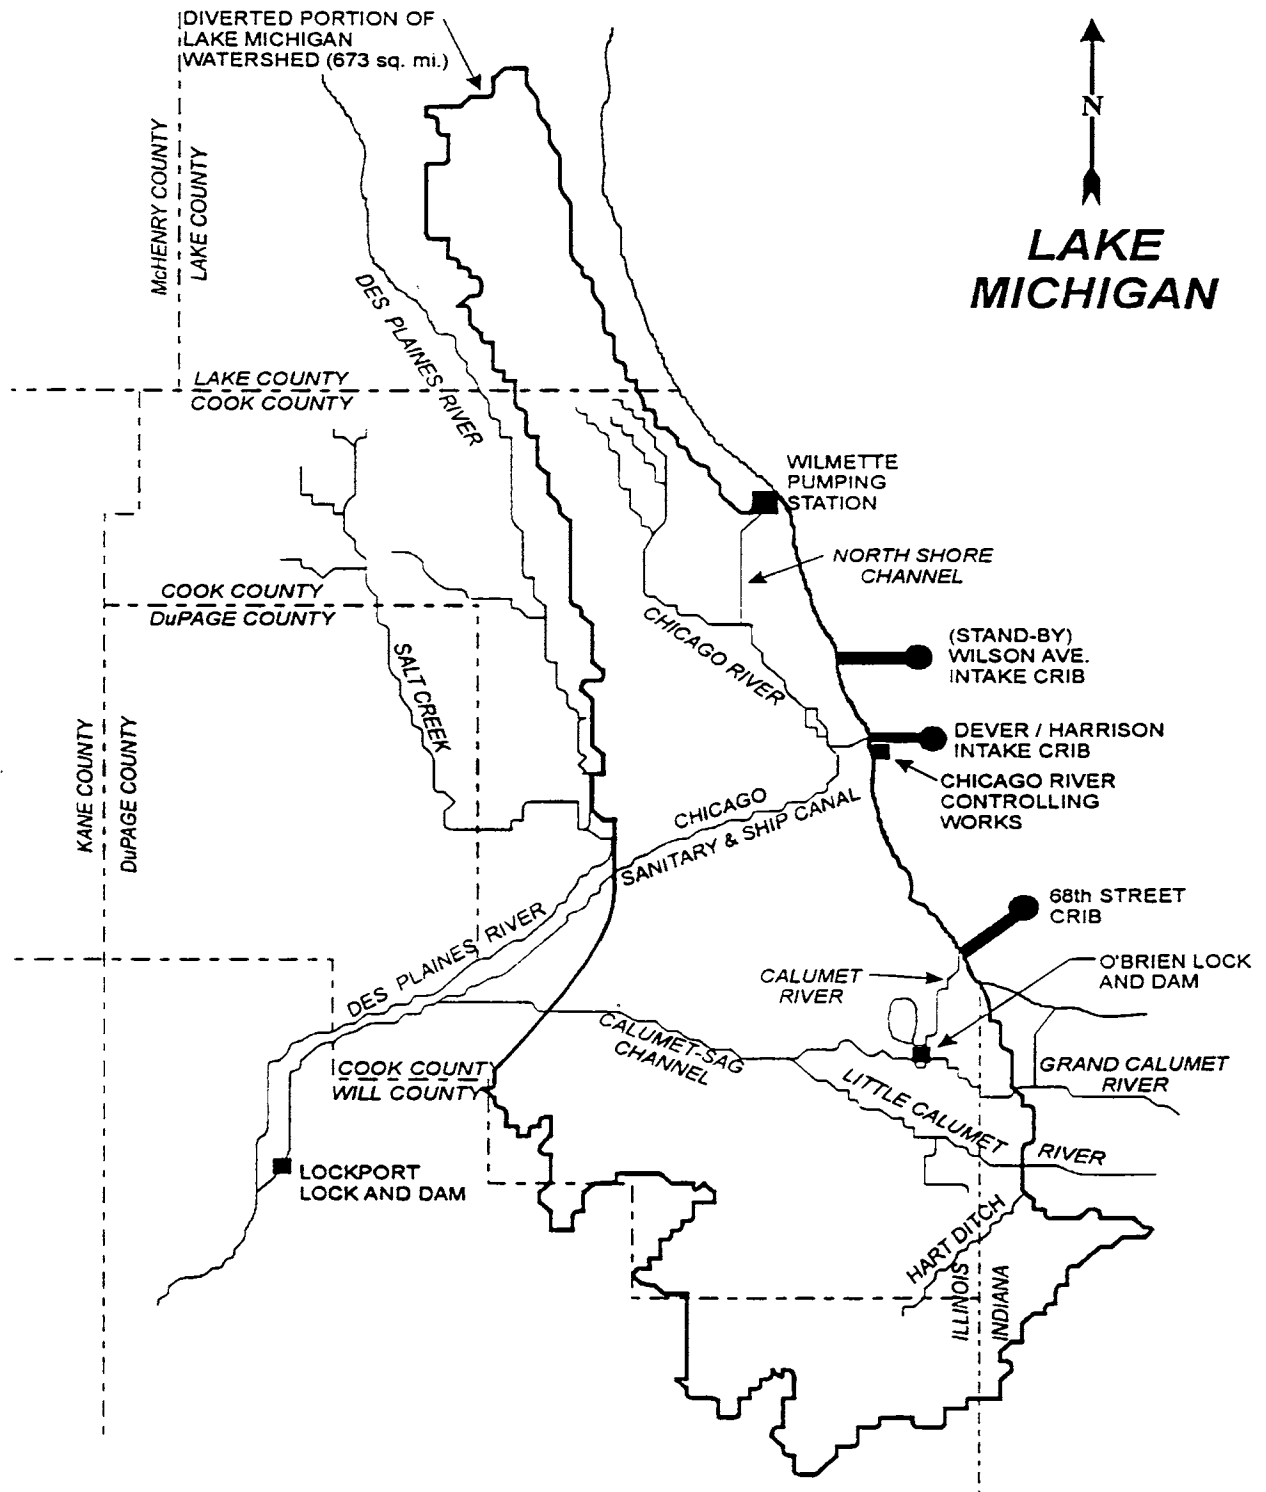 DIVERTED PORTION OF
LAKE MICHIGAN
WATERSHED (673 sq. mi.)
N
LAKE
MICHIGAN
McHENRY COUNTY
LAKE COUNTY
DES PLAINES RIVER
LAKE COUNTY
COOK COUNTY
WILMETTE
PUMPING
STATION
NORTH SHORE
CHANNEL
COOK COUNTY
DuPAGE COUNTY
CHICAGO RIVER
(STAND-BY)
WILSON AVE.
INTAKE CRIB
SALT CREEK
KANE COUNTY
DuPAGE COUNTY
DEVER / HARRISON
INTAKE CRIB
CHICAGO RIVER
CONTROLLING
WORKS
CHICAGO
SANITARY & SHIP CANAL
68th STREET
CRIB
DES PLAINES RIVER
CALUMET
RIVER
O'BRIEN LOCK
AND DAM
CALUMET-SAG
CHANNEL
COOK COUNTY
WILL COUNTY
GRAND CALUMET
RIVER
LITTLE CALUMET RIVER
LOCKPORT
LOCK AND DAM
HART DITCH
ILLINOIS
INDIANA